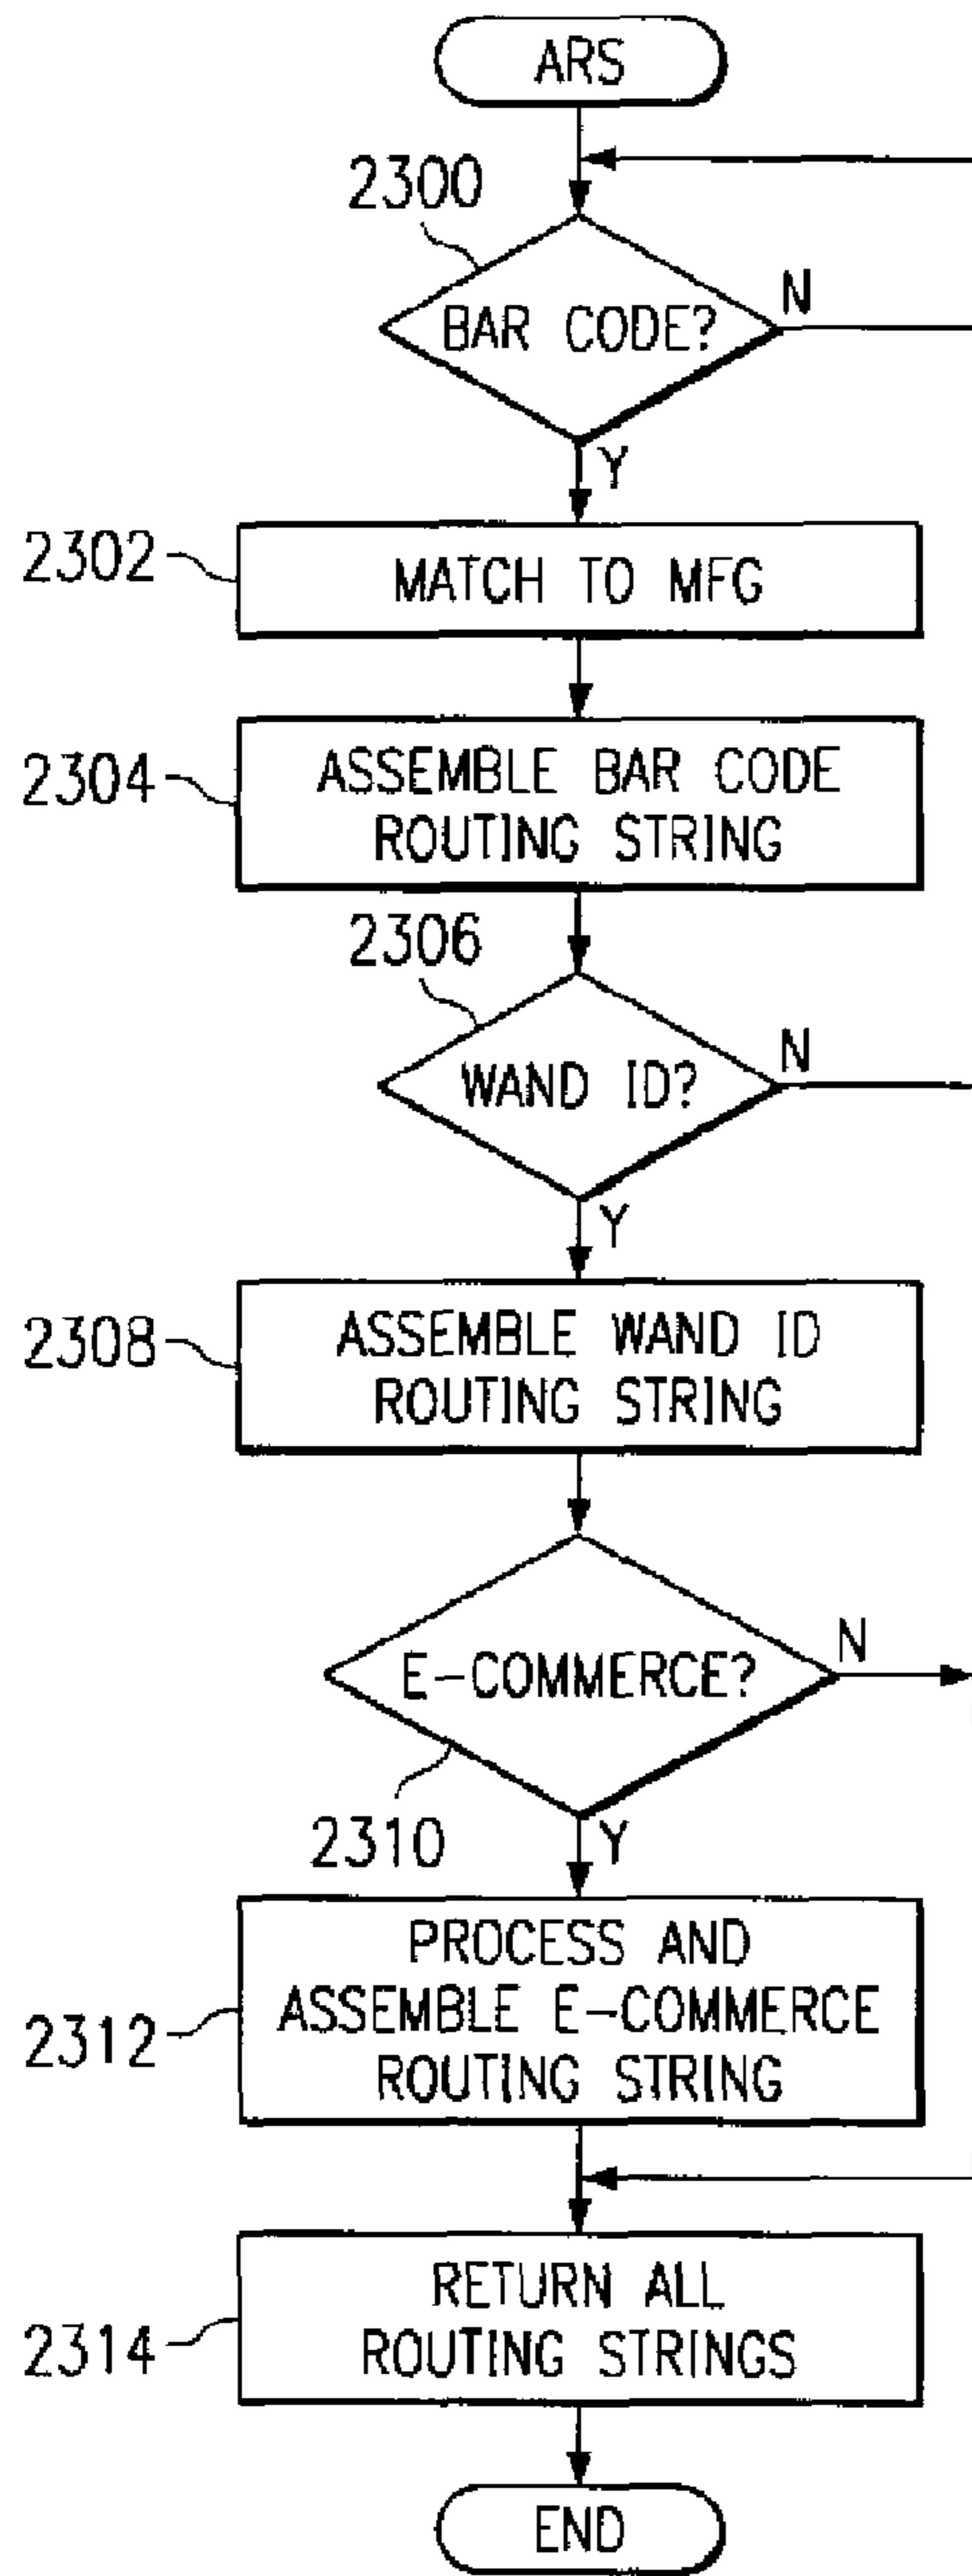 ARS
2300
BAR CODE?
N
Y
2302
MATCH TO MFG
2304
ASSEMBLE BAR CODE
ROUTING STRING
2306
WAND ID?
N
Y
2308
ASSEMBLE WAND ID
ROUTING STRING
E-COMMERCE?
N
2310
Y
2312
PROCESS AND
ASSEMBLE E-COMMERCE
ROUTING STRING
2314
RETURN ALL
ROUTING STRINGS
END